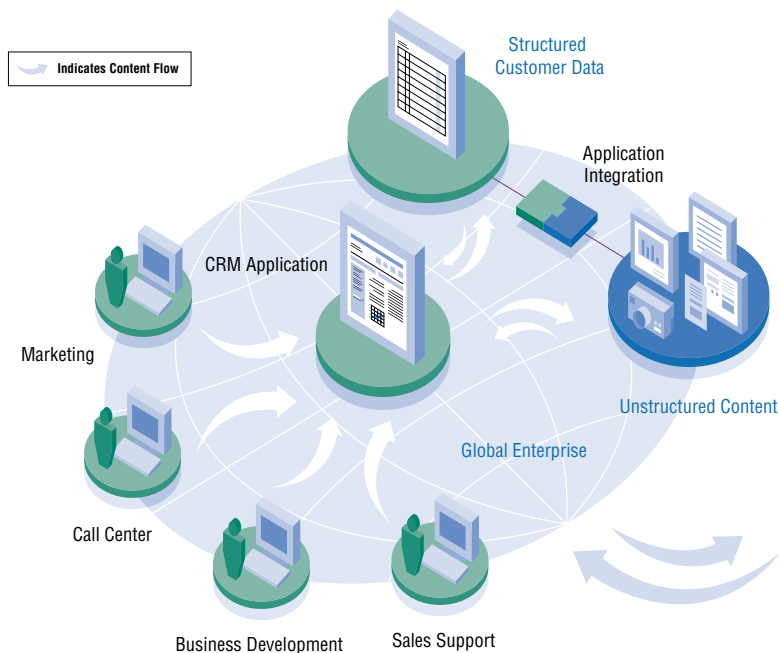 Structured
Customer Data
Indicates Content Flow
Application
Integration
CRM Application
Marketing
Unstructured Content
Global Enterprise
Call Center
Business Development
Sales Support